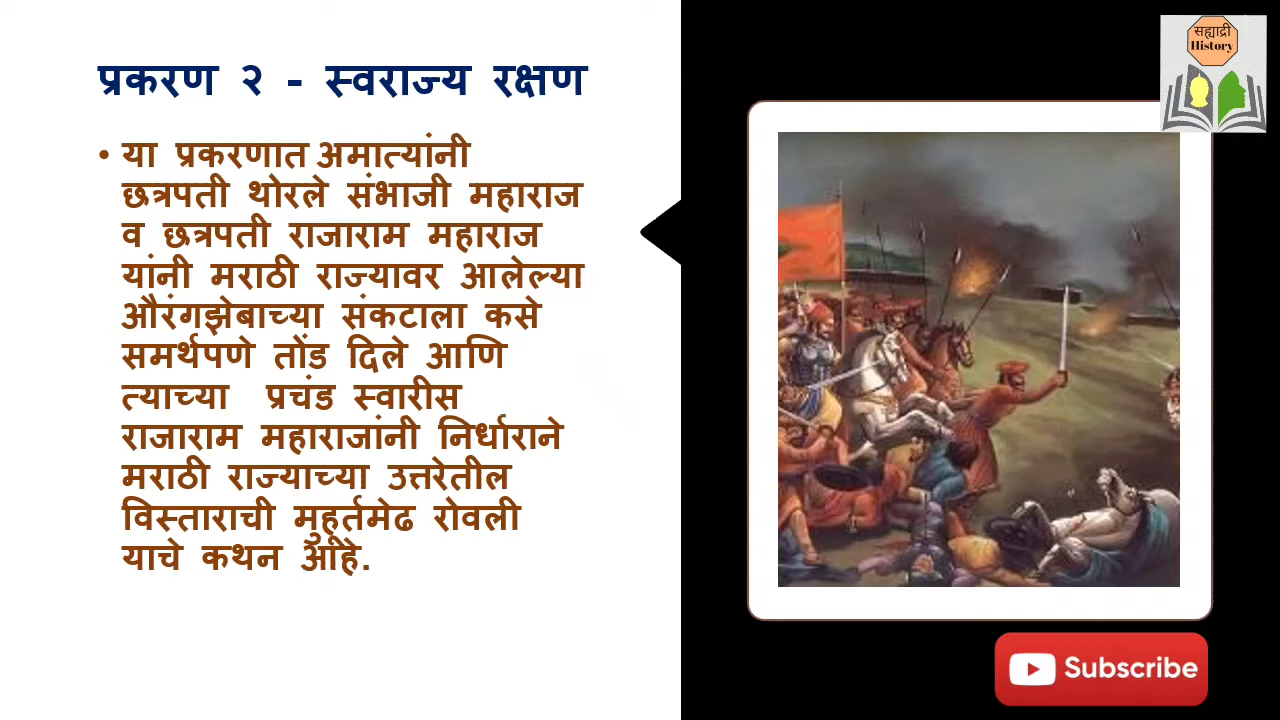 प्रकरण २ - स्वराज्य रक्षण
• या प्रकरणात अमात्यांनी
छत्रपती थोरले संभाजी महाराज
व छत्रपती राजाराम महाराज
यांनी मराठी राज्यावर आलेल्या
औरंगझेबाच्या संकटाला कसे
समर्थपणे तोंड दिले आणि
त्याच्या प्रचंड स्वारीस
राजाराम महाराजांनी निर्धाराने
मराठी राज्याच्या उत्तरेतील
विस्ताराची मुहूर्तमेढ रोवली
याचे कथन आहे.
सह्याद्री
History
Subscribe